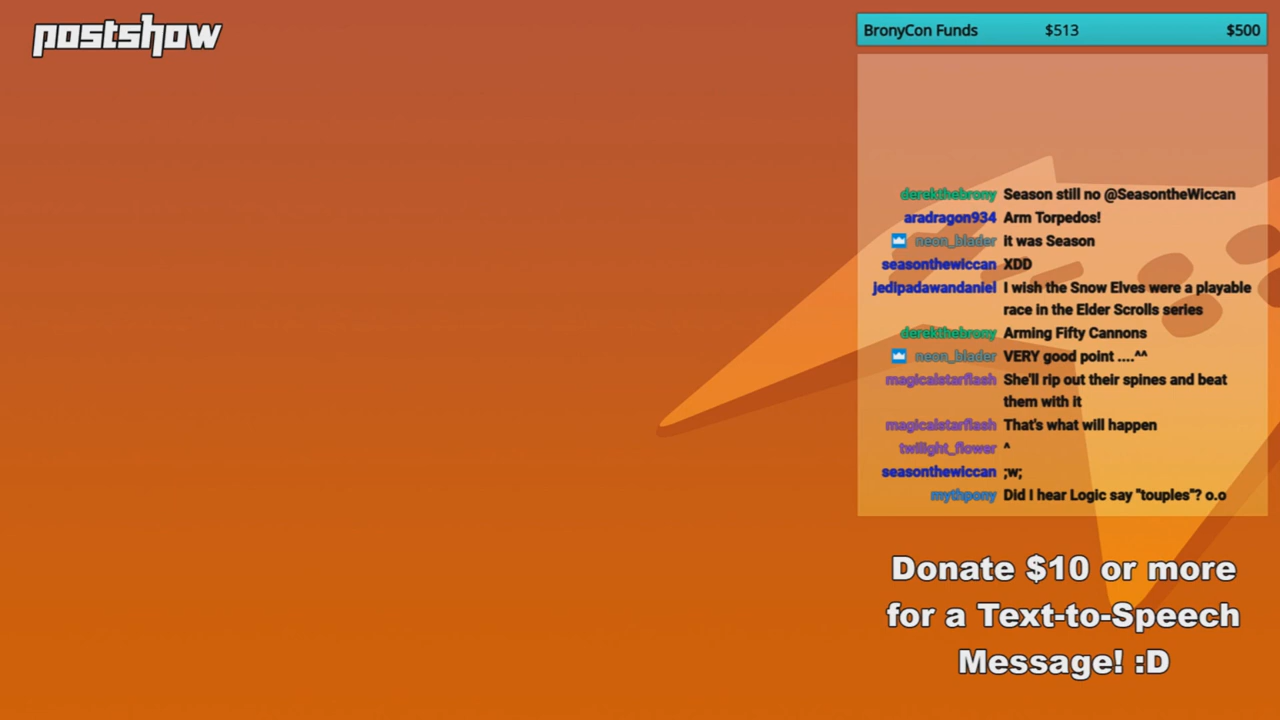 postshow
BronyCon Funds $513 $500
derekthebrony Season still no @SeasontheWiccan
aradragon934 Arm Torpedos!
neon_blader it was Season
seasonthewiccan XDD
jedipadawandaniel I wish the Snow Elves were a playable
race in the Elder Scrolls series
derekthebrony Arming Fifty Cannons
neon_blader VERY good point ....^^
magicalstarflash She'll rip out their spines and beat
them with it
magicalstarflash That's what will happen
twilight_flower ^
seasonthewiccan ;w;
mythpony Did I hear Logic say "touples"? o.o
Donate $10 or more
for a Text-to-Speech
Message! :D